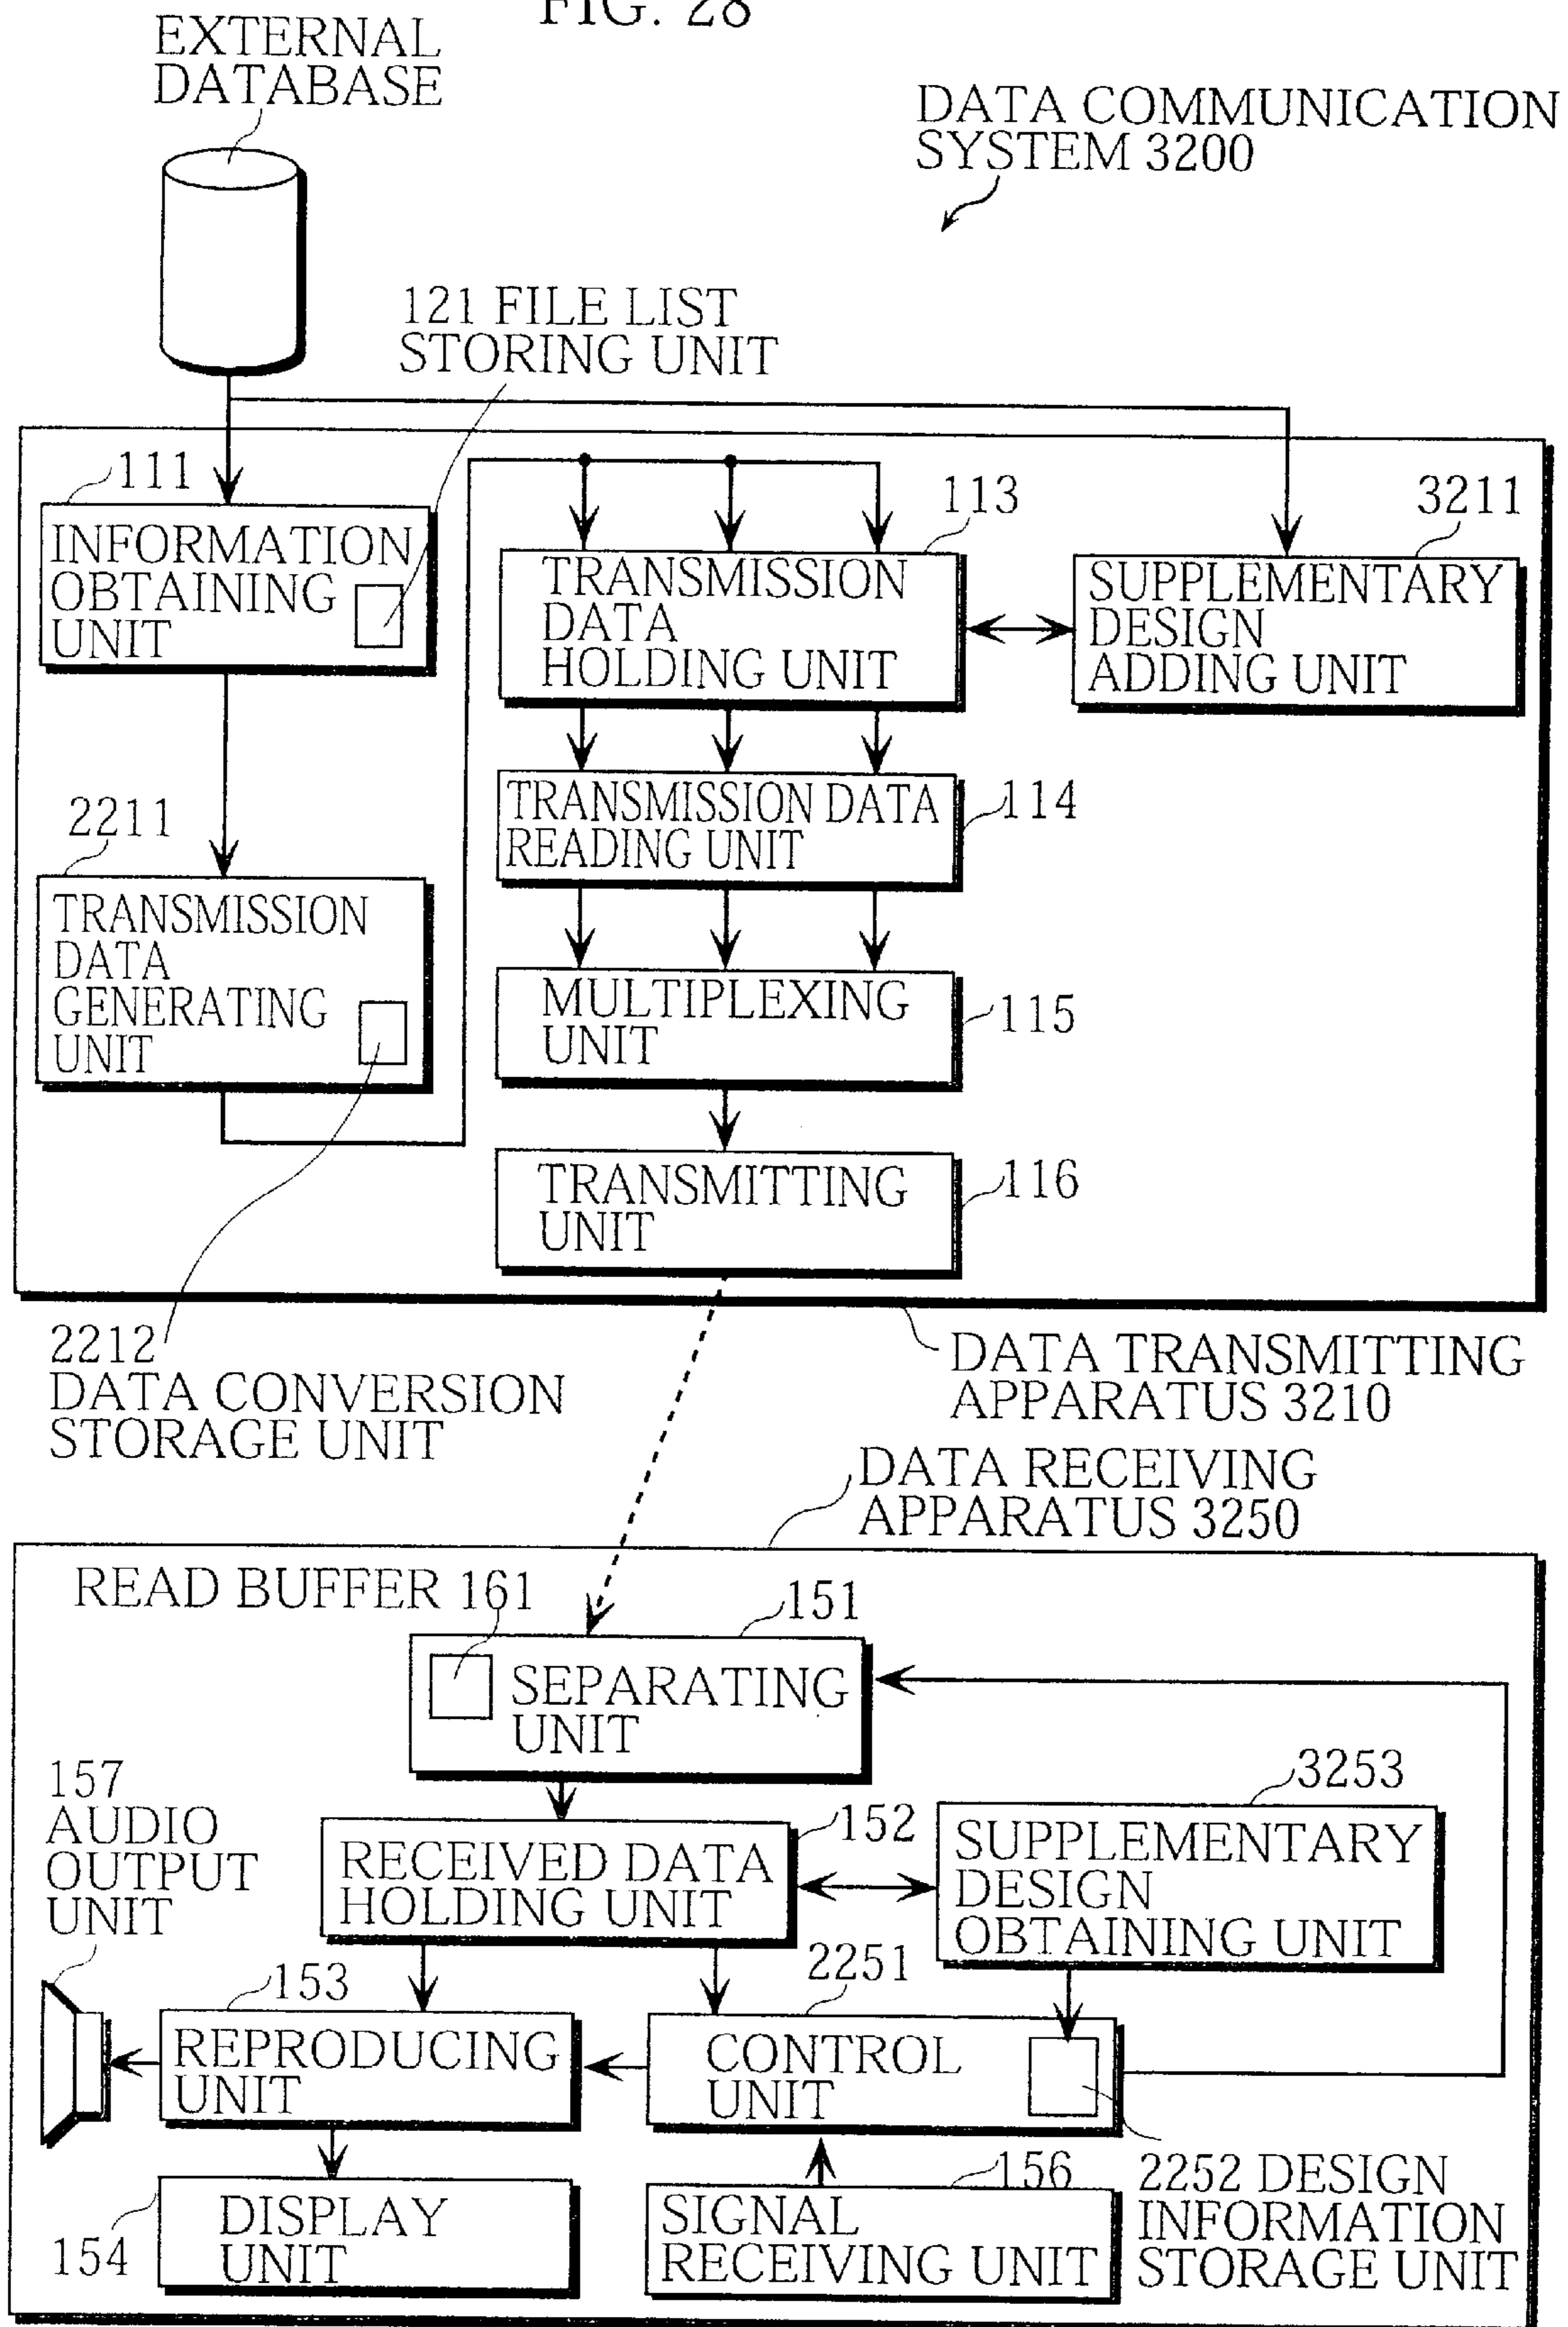 FIG. 28
EXTERNAL
DATABASE
DATA COMMUNICATION
SYSTEM 3200
121 FILE LIST
STORING UNIT
111
INFORMATION
OBTAINING
UNIT
113
TRANSMISSION
DATA
HOLDING UNIT
3211
SUPPLEMENTARY
DESIGN
ADDING UNIT
2211
TRANSMISSION
DATA
GENERATING
UNIT
TRANSMISSION DATA
READING UNIT
114
MULTIPLEXING
UNIT
115
TRANSMITTING
UNIT
116
2212
DATA CONVERSION
STORAGE UNIT
DATA TRANSMITTING
APPARATUS 3210
DATA RECEIVING
APPARATUS 3250
READ BUFFER 161
151
SEPARATING
UNIT
157
AUDIO
OUTPUT
UNIT
152
RECEIVED DATA
HOLDING UNIT
3253
SUPPLEMENTARY
DESIGN
OBTAINING UNIT
153
REPRODUCING
UNIT
2251
CONTROL
UNIT
154
DISPLAY
UNIT
156
SIGNAL
RECEIVING UNIT
2252 DESIGN
INFORMATION
STORAGE UNIT